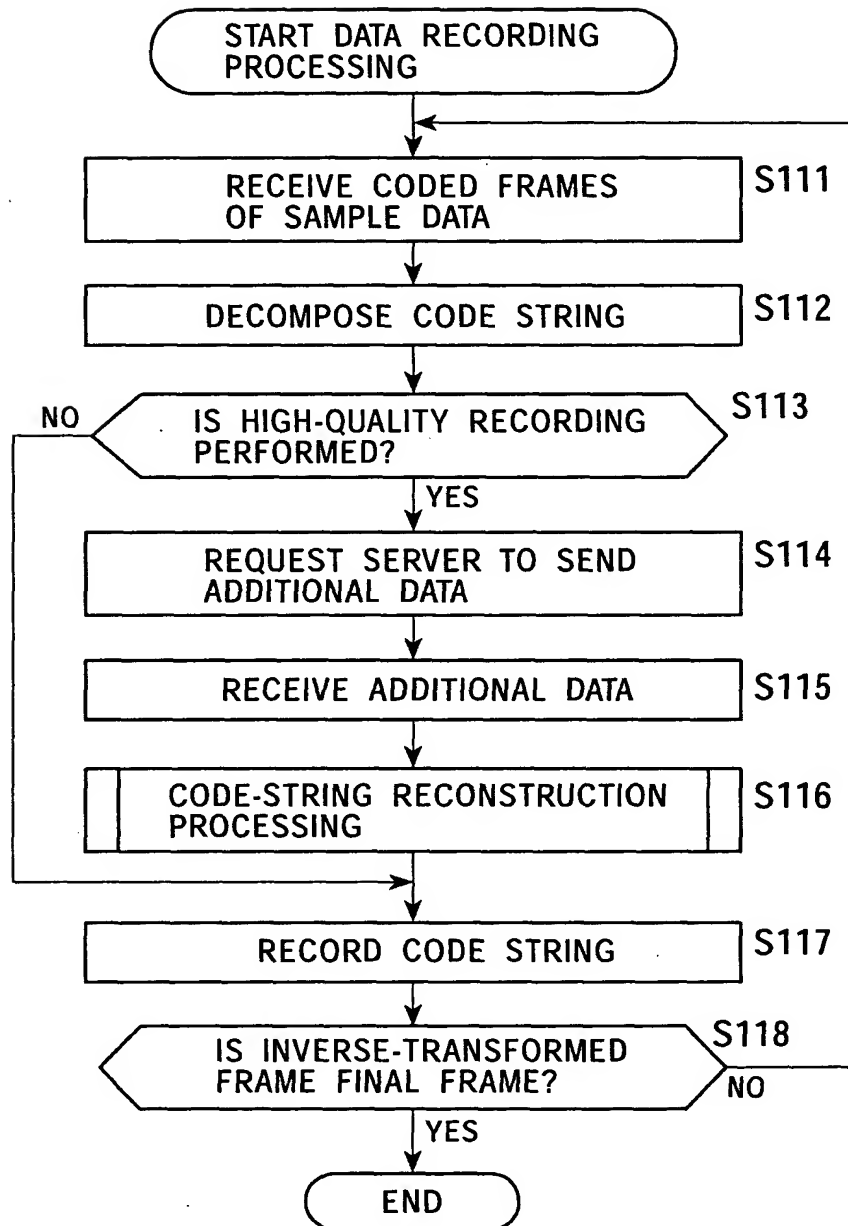 START DATA RECORDING
PROCESSING
RECEIVE CODED FRAMES
OF SAMPLE DATA
S111
DECOMPOSE CODE STRING
S112
NO
IS HIGH-QUALITY RECORDING
PERFORMED?
S113
YES
REQUEST SERVER TO SEND
ADDITIONAL DATA
S114
RECEIVE ADDITIONAL DATA
S115
CODE-STRING RECONSTRUCTION
PROCESSING
S116
RECORD CODE STRING
S117
IS INVERSE-TRANSFORMED
FRAME FINAL FRAME?
S118
NO
YES
END